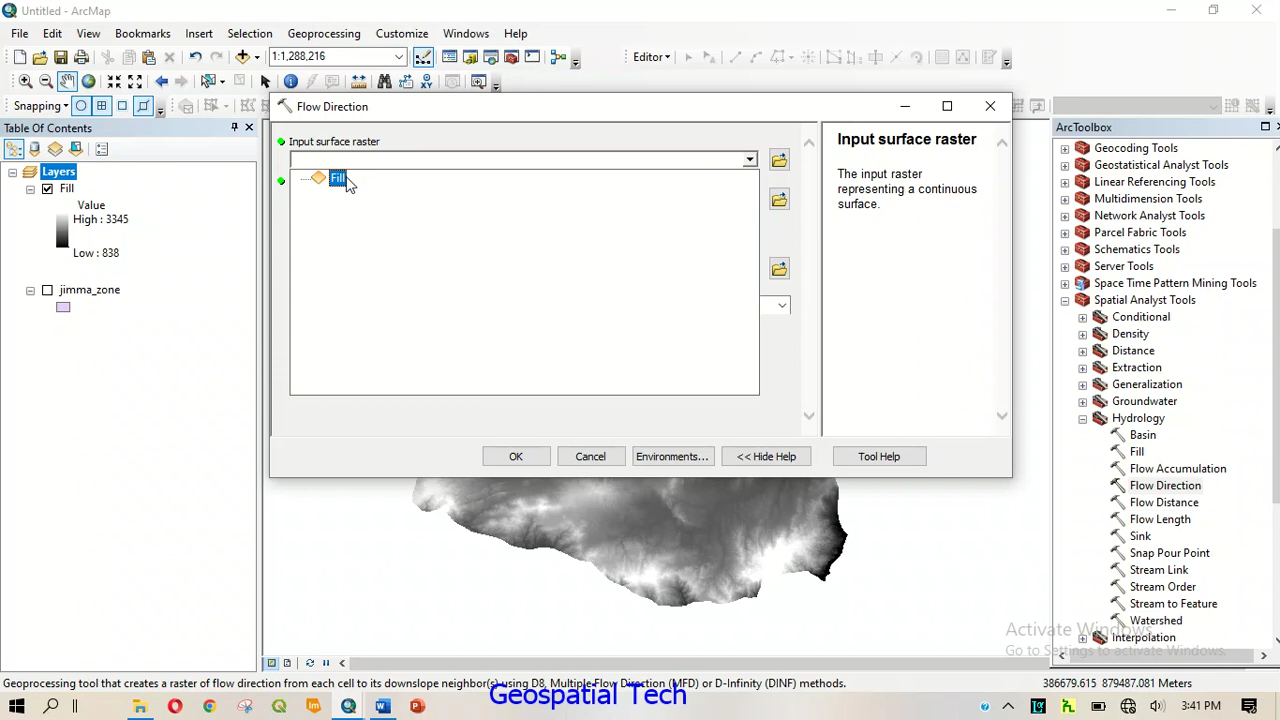 Untitled - ArcMap
File Edit View Bookmarks Insert Selection Geoprocessing Customize Windows Help
1:1,288,216
Editor
Snapping
Table Of Contents
Layers
Fill
Value
High : 3345
Low : 838
jimma_zone
Flow Direction
Input surface raster
Fill
Input surface raster
The input raster
representing a continuous
surface.
OK
Cancel
Environments...
<< Hide Help
Tool Help
ArcToolbox
Geocoding Tools
Geostatistical Analyst Tools
Linear Referencing Tools
Multidimension Tools
Network Analyst Tools
Parcel Fabric Tools
Schematics Tools
Server Tools
Space Time Pattern Mining Tools
Spatial Analyst Tools
Conditional
Density
Distance
Extraction
Generalization
Groundwater
Hydrology
Basin
Fill
Flow Accumulation
Flow Direction
Flow Distance
Flow Length
Sink
Snap Pour Point
Stream Link
Stream Order
Stream to Feature
Watershed
Interpolation
Activate Windows
Go to Settings to activate Windows.
Geoprocessing tool that creates a raster of flow direction from each cell to its downslope neighbor(s) using D8, Multiple Flow Direction (MFD) or D-Infinity (DINF) methods.
386679.615 879487.081 Meters
Geospatial Tech
3:41 PM